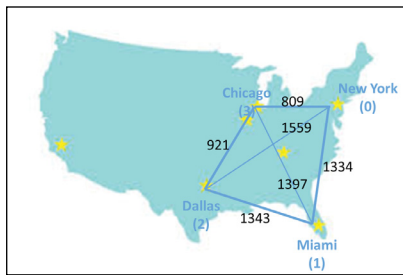 Chicago
(3)
809
New York
(0)
1559
921
1334
1397
Dallas
(2)
1343
Miami
(1)